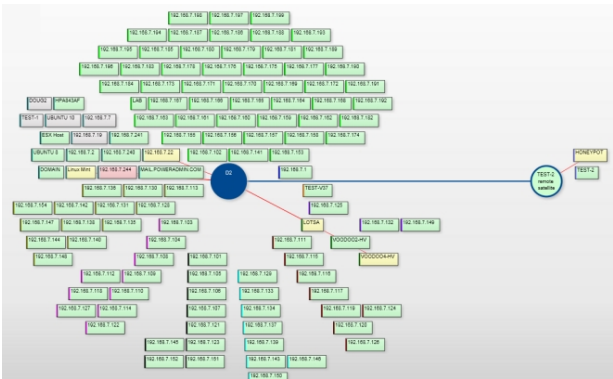 192.168.7.198 192.168.7.197 192.168.7.199
192.168.7.194 192.168.7.187 192.168.7.186 192.168.7.188 192.168.7.193
192.168.7.195 192.168.7.185 192.168.7.180 192.168.7.179 192.168.7.181 192.168.7.189
192.168.7.196 192.168.7.183 192.168.7.178 192.168.7.176 192.168.7.175 192.168.7.177 192.168.7.190
192.168.7.184 192.168.7.173 192.168.7.171 192.168.7.170 192.168.7.169 192.168.7.172 192.168.7.191
DOUG2 LAB 192.168.7.167 192.168.7.166 192.168.7.165 192.168.7.164 192.168.7.168 192.168.7.192
TEST-1 UBUNTU 10 192.168.7.7 192.168.7.163 192.168.7.161 192.168.7.160 192.168.7.159 192.168.7.162
ESX Host 192.168.7.19 192.168.7.241 192.168.7.156 192.168.7.157 192.168.7.158 192.168.7.174
192.168.7.2 192.168.7.240 192.168.7.22 192.168.7.102 192.168.7.141 192.168.7.153
HONEYPOT
DOMAIN Linux Mint 192.168.7.244 MAIL.POWERADMIN.COM D2 192.168.7.1
TEST-2 remote satellite
TEST-2
192.168.7.130 192.168.7.113
192.168.7.154 192.168.7.142 192.168.7.131 192.168.7.125
192.168.7.147 192.168.7.135 192.168.7.103 LOTSA 192.168.7.132 192.168.7.149
192.168.7.144 192.168.7.140 192.168.7.104 192.168.7.111 VOODOO2-HV
192.168.7.101 VOODOO4-HV
192.168.7.112 192.168.7.109 192.168.7.105 192.168.7.129
192.168.7.110 192.168.7.106 192.168.7.133 192.168.7.117
192.168.7.127 192.168.7.114 192.168.7.107 192.168.7.134 192.168.7.124
192.168.7.122 192.168.7.121 192.168.7.137
192.168.7.145 192.168.7.123 192.168.7.139
192.168.7.152 192.168.7.151 192.168.7.143
192.168.7.150